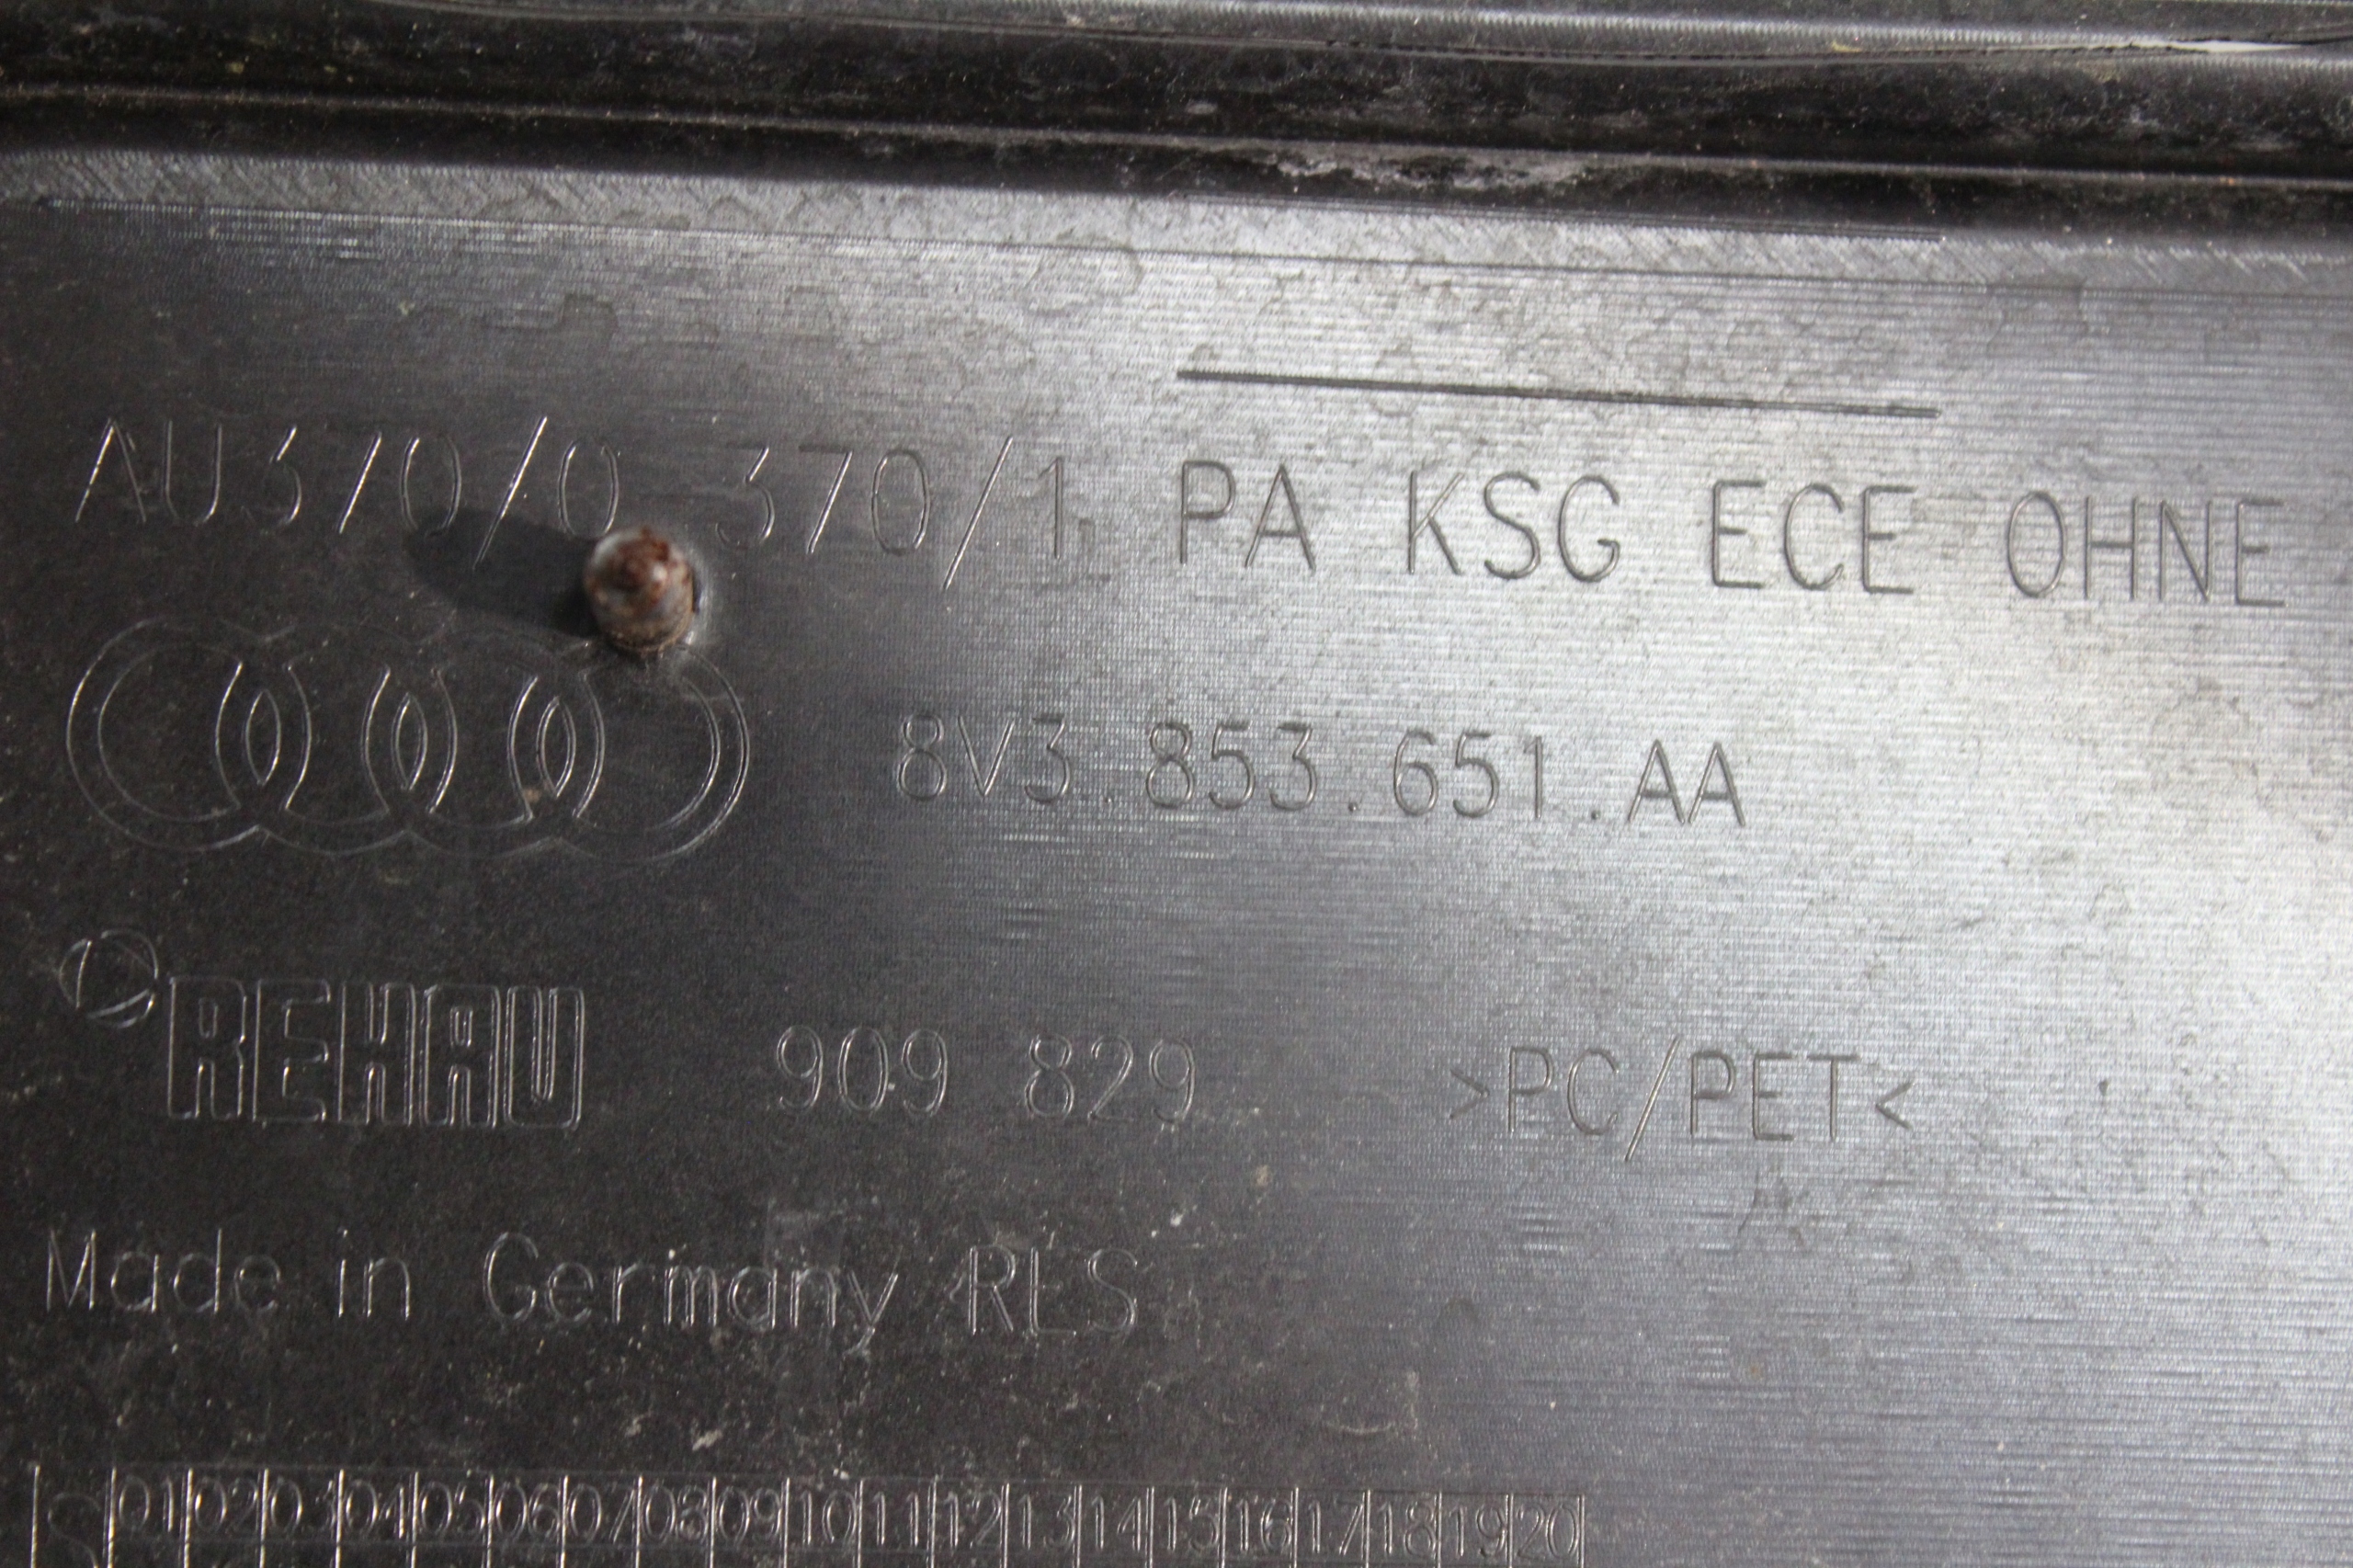 AU370/0 370/1 PA KSG ECE OHNE
8V3.853.651.AA
REHAU 909 829 >PC/PET<
Made in Germany RLS
S 01 02 03 04 05 06 07 08 09 10 11 12 13 14 15 16 17 18 19 20